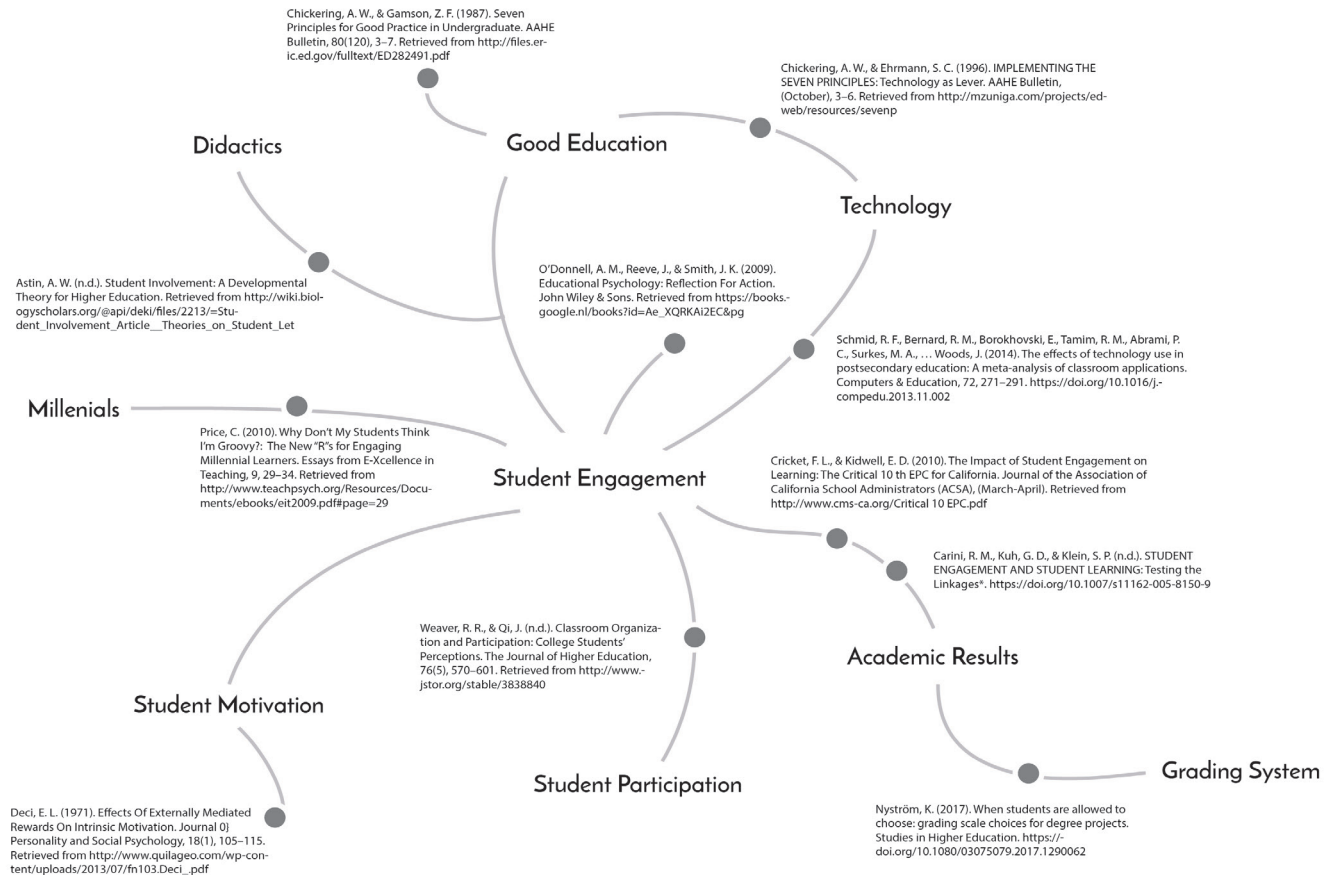 Chickering, A. W., & Gamson, Z. F. (1987). Seven
Principles for Good Practice in Undergraduate. AAHE
Bulletin, 80(120), 3–7. Retrieved from http://files.er-
ic.ed.gov/fulltext/ED282491.pdf
Chickering, A. W., & Ehrmann, S. C. (1996). IMPLEMENTING THE
SEVEN PRINCIPLES: Technology as Lever. AAHE Bulletin,
(October), 3–6. Retrieved from http://mzuniga.com/projects/ed-
web/resources/sevenp
Didactics
Good Education
Technology
Astin, A. W. (n.d.). Student Involvement: A Developmental
Theory for Higher Education. Retrieved from http://wiki.biol-
ogyscholars.org/@api/deki/files/2213/=Stu-
dent_Involvement_Article__Theories_on_Student_Let
O’Donnell, A. M., Reeve, J., & Smith, J. K. (2009).
Educational Psychology: Reflection For Action.
John Wiley & Sons. Retrieved from https://books.-
google.nl/books?id=Ae_XQRKAi2EC&pg
Schmid, R. F., Bernard, R. M., Borokhovski, E., Tamim, R. M., Abrami, P.
C., Surkes, M. A., … Woods, J. (2014). The effects of technology use in
postsecondary education: A meta-analysis of classroom applications.
Computers & Education, 72, 271–291. https://doi.org/10.1016/j.-
compedu.2013.11.002
Millenials
Price, C. (2010). Why Don’t My Students Think
I’m Groovy?: The New “R”s for Engaging
Millennial Learners. Essays from E-Xcellence in
Teaching, 9, 29–34. Retrieved from
http://www.teachpsych.org/Resources/Docu-
ments/ebooks/eit2009.pdf#page=29
Student Engagement
Cricket, F. L., & Kidwell, E. D. (2010). The Impact of Student Engagement on
Learning: The Critical 10 th EPC for California. Journal of the Association of
California School Administrators (ACSA), (March-April). Retrieved from
http://www.cms-ca.org/Critical 10 EPC.pdf
Carini, R. M., Kuh, G. D., & Klein, S. P. (n.d.). STUDENT
ENGAGEMENT AND STUDENT LEARNING: Testing the
Linkages*. https://doi.org/10.1007/s11162-005-8150-9
Weaver, R. R., & Qi, J. (n.d.). Classroom Organiza-
tion and Participation: College Students’
Perceptions. The Journal of Higher Education,
76(5), 570–601. Retrieved from http://www.-
jstor.org/stable/3838840
Academic Results
Student Motivation
Student Participation
Grading System
Deci, E. L. (1971). Effects Of Externally Mediated
Rewards On Intrinsic Motivation. Journal 0}
Personality and Social Psychology, 18(1), 105–115.
Retrieved from http://www.quilageo.com/wp-con-
tent/uploads/2013/07/fn103.Deci_.pdf
Nyström, K. (2017). When students are allowed to
choose: grading scale choices for degree projects.
Studies in Higher Education. https://-
doi.org/10.1080/03075079.2017.1290062